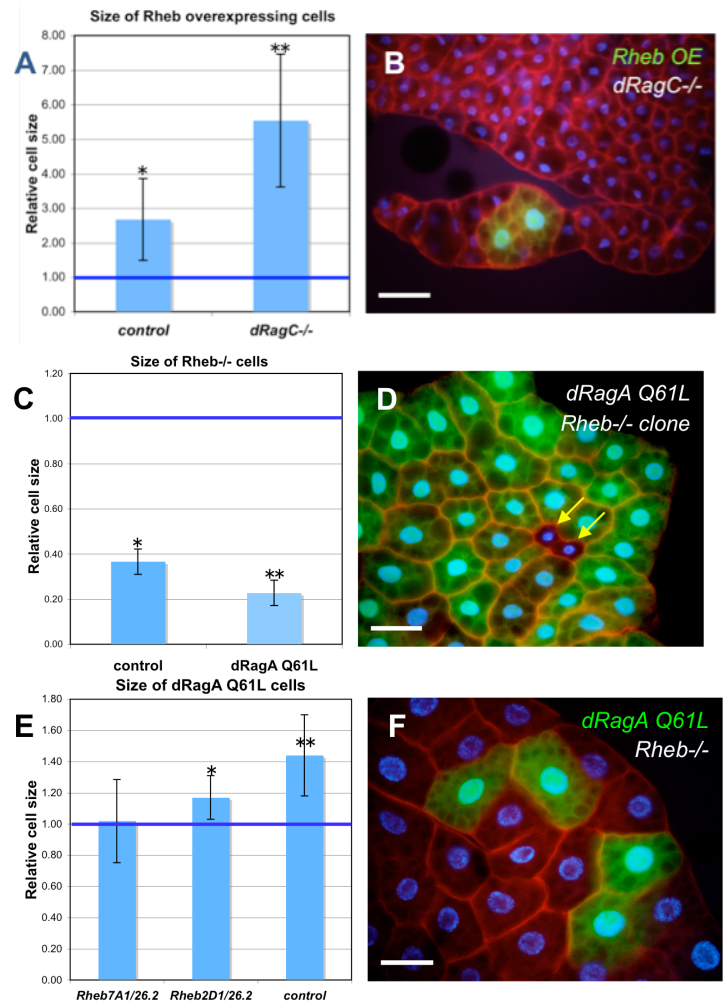 Size of Rheb overexpressing cells
A
Relative cell size
8.00
7.00
6.00
5.00
4.00
3.00
2.00
1.00
0.00
*
**
control
dRagC-/-
B
Rheb OE
dRagC-/-
Size of Rheb-/- cells
C
Relative cell size
1.20
1.00
0.80
0.60
0.40
0.20
0.00
*
**
control
dRagA Q61L
D
dRagA Q61L
Rheb-/- clone
Size of dRagA Q61L cells
E
Relative cell size
1.80
1.60
1.40
1.20
1.00
0.80
0.60
0.40
0.20
0.00
*
**
Rheb7A1/26.2
Rheb2D1/26.2
control
F
dRagA Q61L
Rheb-/-